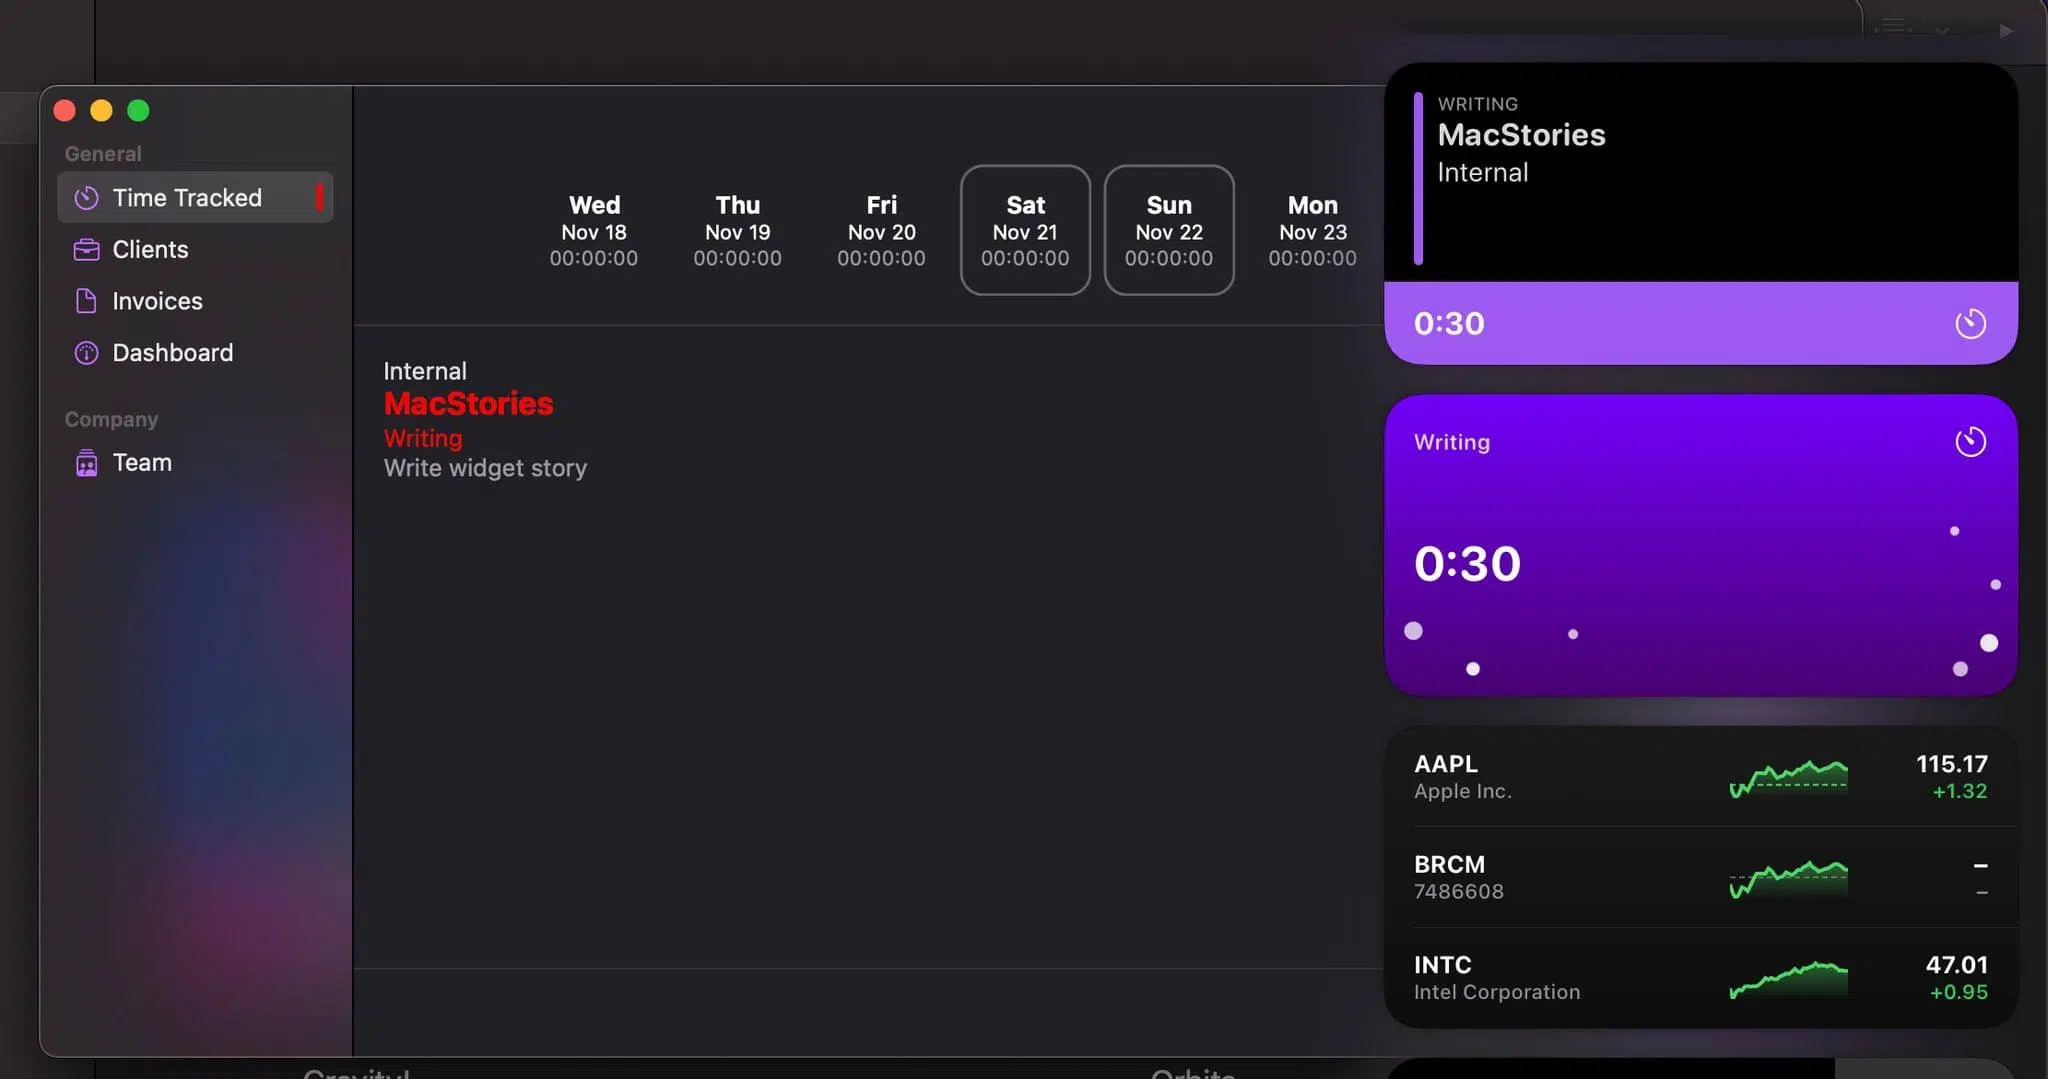 General
Time Tracked
Clients
Invoices
Dashboard
Company
Team
Wed
Nov 18
00:00:00
Thu
Nov 19
00:00:00
Fri
Nov 20
00:00:00
Sat
Nov 21
00:00:00
Sun
Nov 22
00:00:00
Mon
Nov 23
00:00:00
Internal
MacStories
Writing
Write widget story
WRITING
MacStories
Internal
0:30
Writing
0:30
AAPL
Apple Inc.
115.17
+1.32
BRCM
7486608
–
–
INTC
Intel Corporation
47.01
+0.95